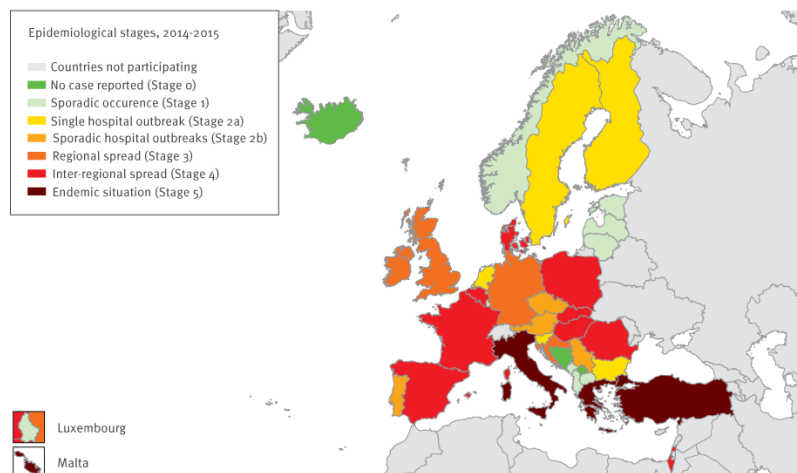 Epidemiological stages, 2014-2015
Countries not participating
No case reported (Stage 0)
Sporadic occurence (Stage 1)
Single hospital outbreak (Stage 2a)
Sporadic hospital outbreaks (Stage 2b)
Regional spread (Stage 3)
Inter-regional spread (Stage 4)
Endemic situation (Stage 5)
Luxembourg
Malta